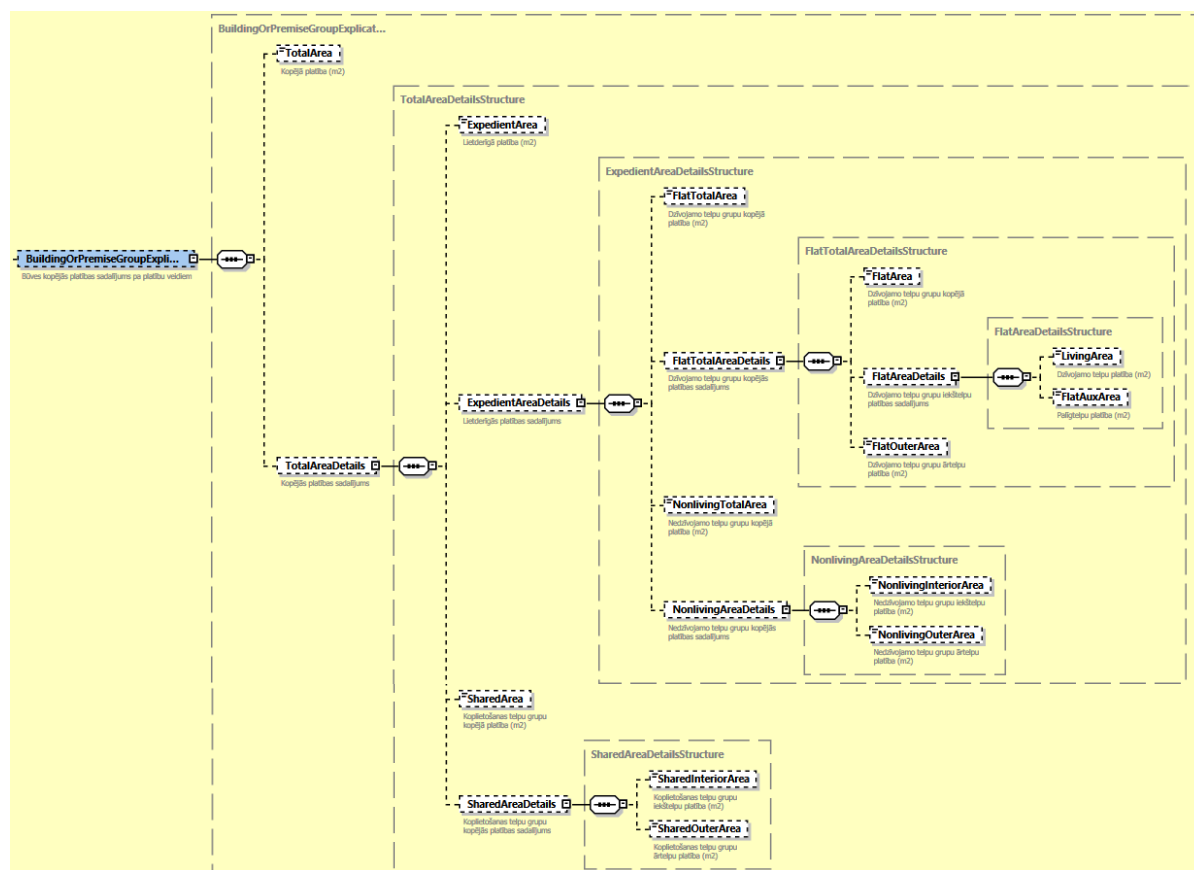 BuildingOrPremiseGroupExplicat...
TotalArea
Kopējā platība (m2)
TotalAreaDetailsStructure
ExpedientArea
Lietderīgā platība (m2)
ExpedientAreaDetailsStructure
FlatTotalArea
Dzīvojamo telpu grupu kopējā
platība (m2)
FlatTotalAreaDetailsStructure
BuildingOrPremiseGroupExpli...
Būves kopējās platības sadalījums pa platību veidiem
FlatArea
Dzīvojamo telpu grupu kopējā
platība (m2)
FlatAreaDetailsStructure
LivingArea
Dzīvojamo telpu platība (m2)
FlatTotalAreaDetails
Dzīvojamo telpu grupu kopējās
platības sadalījums
FlatAreaDetails
Dzīvojamo telpu grupu iekštelpu
platības sadalījums
FlatAuxArea
Palīgtelpu platība (m2)
ExpedientAreaDetails
Lietderīgās platības sadalījums
FlatOuterArea
Dzīvojamo telpu grupu ārtelpu
platība (m2)
TotalAreaDetails
Kopējās platības sadalījums
NonlivingTotalArea
Nedzīvojamo telpu grupu kopējā
platība (m2)
NonlivingAreaDetailsStructure
NonlivingInteriorArea
Nedzīvojamo telpu grupu iekštelpu
platība (m2)
NonlivingAreaDetails
Nedzīvojamo telpu grupu kopējās
platības sadalījums
NonlivingOuterArea
Nedzīvojamo telpu grupu ārtelpu
platība (m2)
SharedArea
Koplietošanas telpu grupu
kopējā platība (m2)
SharedAreaDetailsStructure
SharedInteriorArea
Koplietošanas telpu grupu
iekštelpu platība (m2)
SharedAreaDetails
Koplietošanas telpu grupu
kopējās platības sadalījums
SharedOuterArea
Koplietošanas telpu grupu
ārtelpu platība (m2)